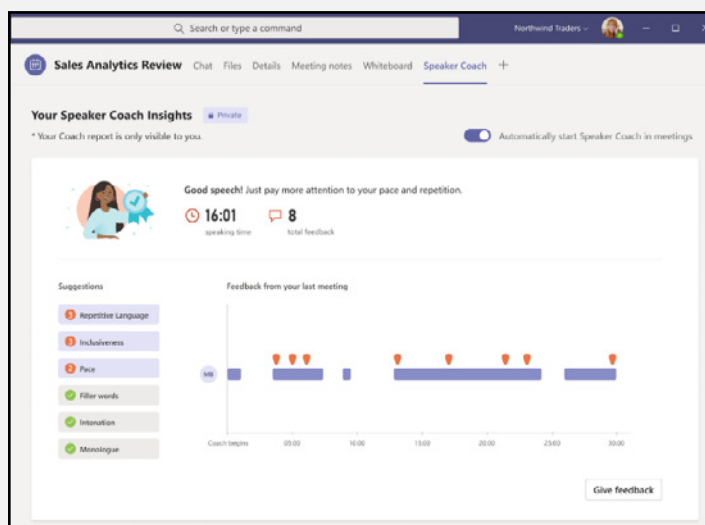 Search or type a command
Northwind Traders
Sales Analytics Review Chat Files Details Meeting notes Whiteboard Speaker Coach
Your Speaker Coach Insights Private
* Your Coach report is only visible to you.
Automatically start Speaker Coach in meetings
Good speech! Just pay more attention to your pace and repetition.
16:01
speaking time
8
total feedback
Suggestions
3 Repetitive Language
3 Inclusiveness
2 Pace
Filler words
Intonation
Monologue
Feedback from your last meeting
MB
Coach begins 05:00 10:00 15:00 20:00 25:00 30:00
Give feedback